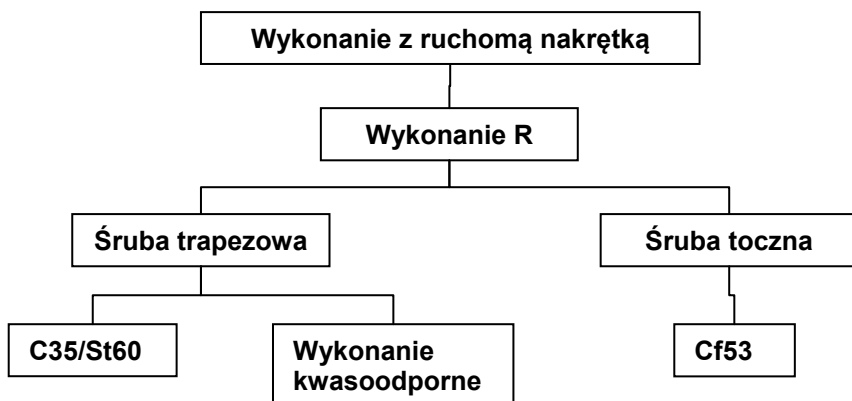 Wykonanie z ruchomą nakrętką
Wykonanie R
Śruba trapezowa
Śruba toczna
C35/St60
Wykonanie
kwasoodporne
Cf53